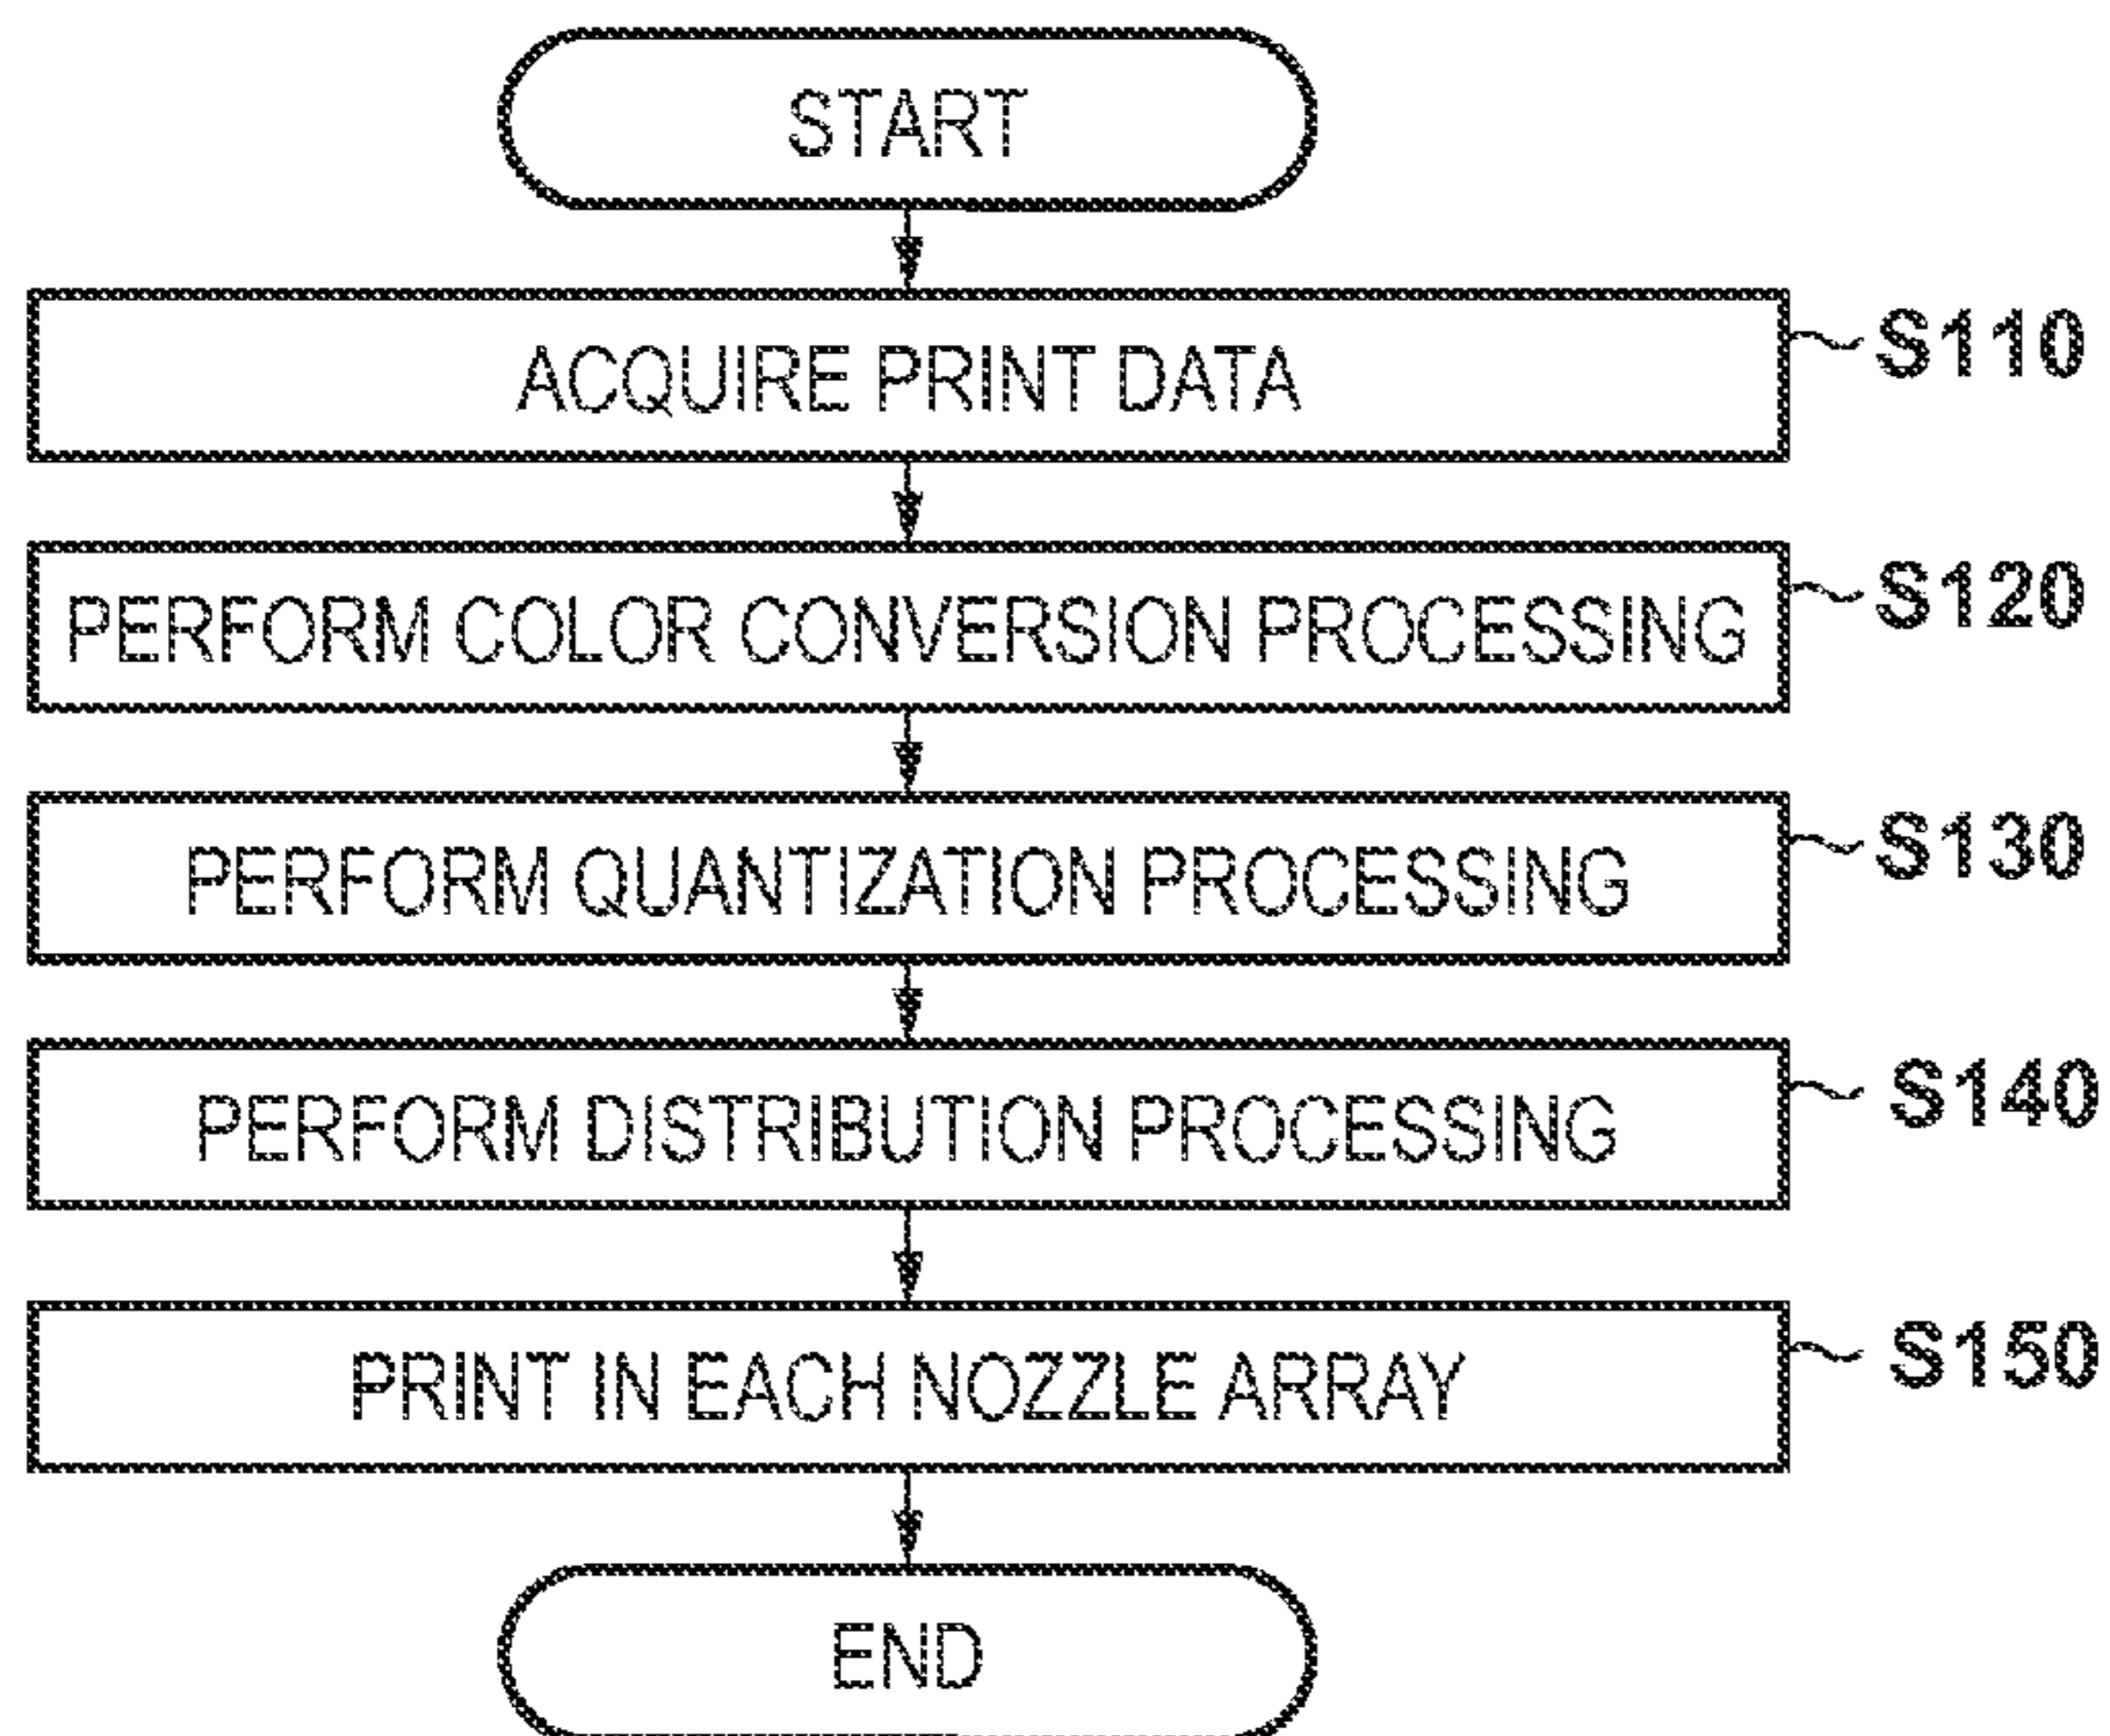 START
ACQUIRE PRINT DATA
S110
PERFORM COLOR CONVERSION PROCESSING
S120
PERFORM QUANTIZATION PROCESSING
S130
PERFORM DISTRIBUTION PROCESSING
S140
PRINT IN EACH NOZZLE ARRAY
S150
END